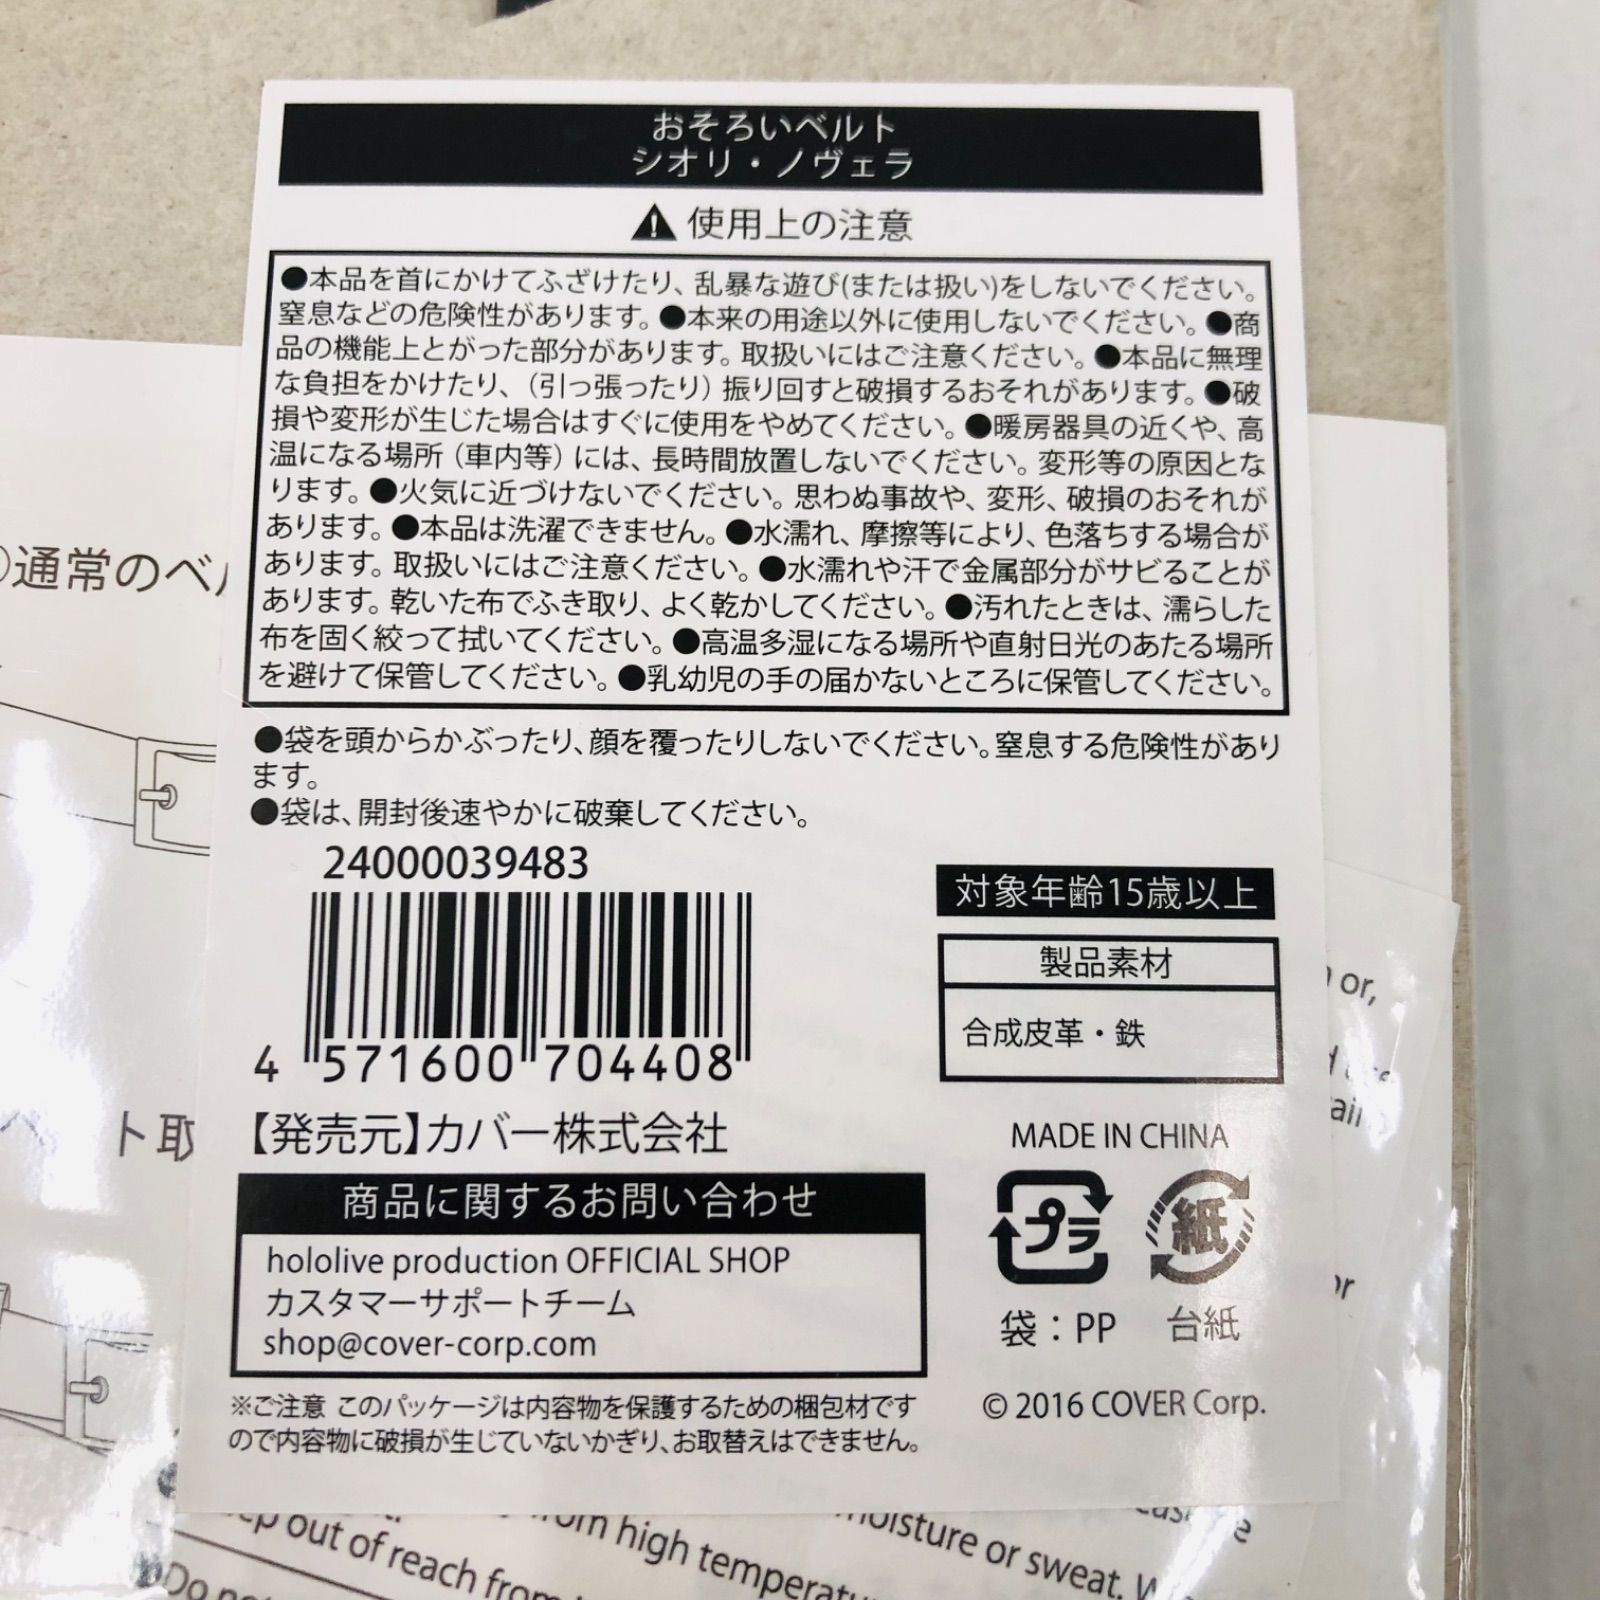 おそろいベルト
シオリ・ノヴェラ
使用上の注意
●本品を首にかけてふざけたり、乱暴な遊び(または扱い)をしないでください。
窒息などの危険性があります。●本来の用途以外に使用しないでください。●商
品の機能上とがった部分があります。取扱いにはご注意ください。●本品に無理
な負担をかけたり、（引っ張ったり）振り回すと破損するおそれがあります。●破
損や変形が生じた場合はすぐに使用をやめてください。●暖房器具の近くや、高
温になる場所（車内等）には、長時間放置しないでください。変形等の原因とな
ります。●火気に近づけないでください。思わぬ事故や、変形、破損のおそれが
あります。●本品は洗濯できません。●水濡れ、摩擦等により、色落ちする場合が
あります。取扱いにはご注意ください。●水濡れや汗で金属部分がサビることが
あります。乾いた布でふき取り、よく乾かしてください。●汚れたときは、濡らした
布を固く絞って拭いてください。●高温多湿になる場所や直射日光のあたる場所
を避けて保管してください。●乳幼児の手の届かないところに保管してください。
●袋を頭からかぶったり、顔を覆ったりしないでください。窒息する危険性があり
ます。
●袋は、開封後速やかに破棄してください。
24000039483
4 571600 704408
対象年齢15歳以上
製品素材
合成皮革・鉄
【発売元】カバー株式会社
商品に関するお問い合わせ
hololive production OFFICIAL SHOP
カスタマーサポートチーム
shop@cover-corp.com
※ご注意 このパッケージは内容物を保護するための梱包材です
ので内容物に破損が生じていないかぎり、お取替えはできません。
MADE IN CHINA
プラ 紙
袋：PP 台紙
© 2016 COVER Corp.
通常のベル
ト取
or,
or
out of reach from
from high temperatu
moisture or sweat. W
Do not